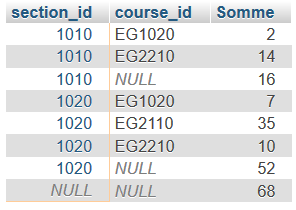 section_id course_id Somme
1010 EG1020 2
1010 EG2210 14
1010 NULL 16
1020 EG1020 7
1020 EG2110 35
1020 EG2210 10
1020 NULL 52
NULL NULL 68